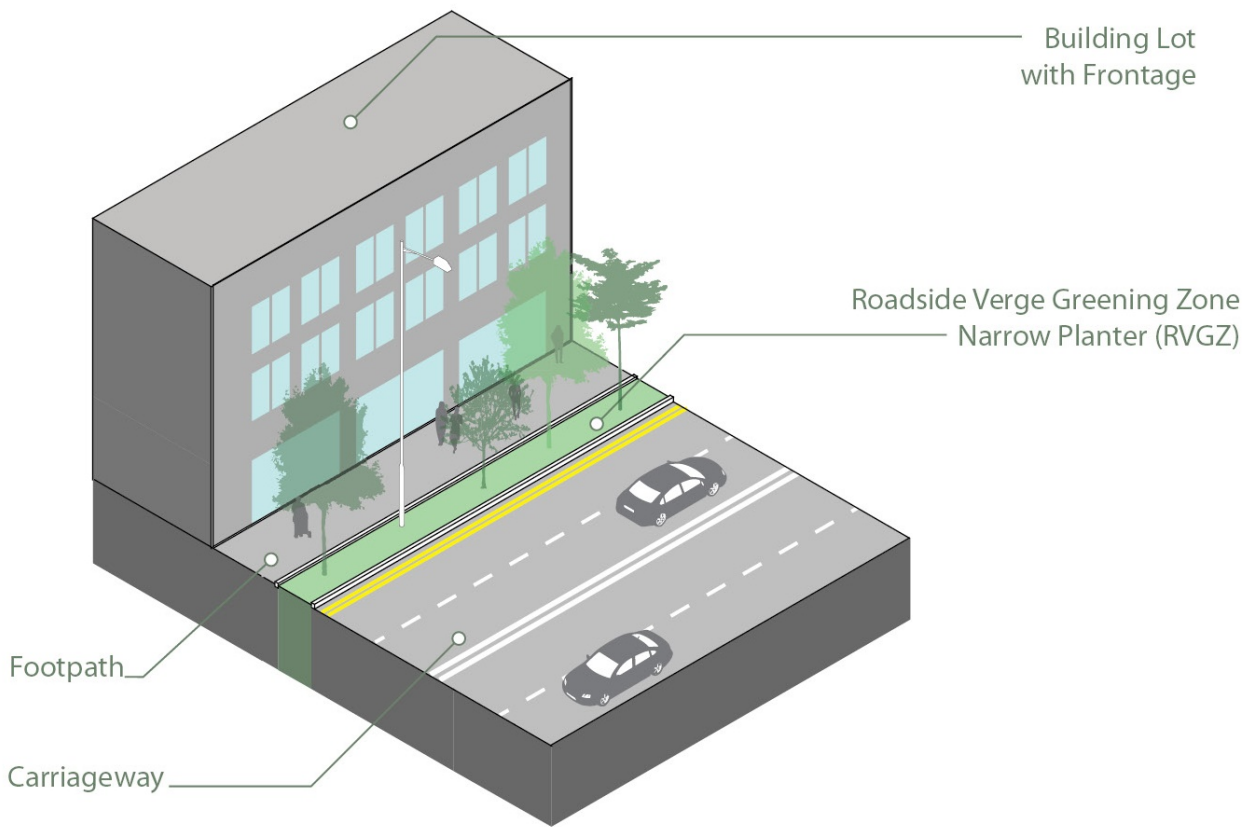 Building Lot
with Frontage
Roadside Verge Greening Zone
Narrow Planter (RVGZ)
Footpath
Carriageway